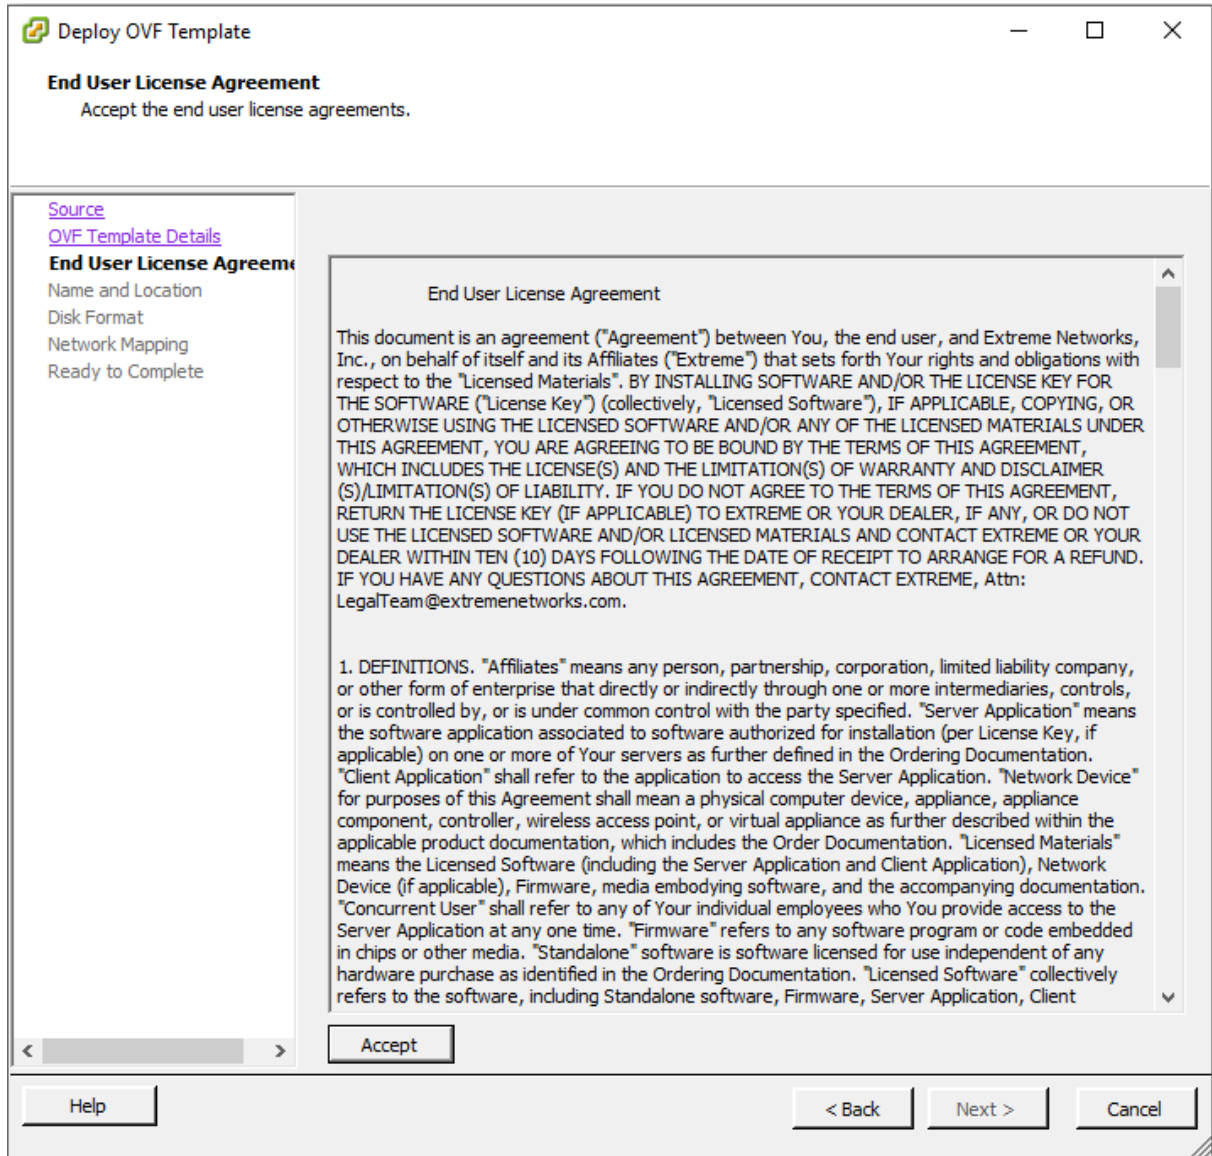 Deploy OVF Template
End User License Agreement
Accept the end user license agreements.
Source
OVF Template Details
End User License Agreeme
Name and Location
Disk Format
Network Mapping
Ready to Complete
End User License Agreement
This document is an agreement ("Agreement") between You, the end user, and Extreme Networks,
Inc., on behalf of itself and its Affiliates ("Extreme") that sets forth Your rights and obligations with
respect to the "Licensed Materials". BY INSTALLING SOFTWARE AND/OR THE LICENSE KEY FOR
THE SOFTWARE ("License Key") (collectively, "Licensed Software"), IF APPLICABLE, COPYING, OR
OTHERWISE USING THE LICENSED SOFTWARE AND/OR ANY OF THE LICENSED MATERIALS UNDER
THIS AGREEMENT, YOU ARE AGREEING TO BE BOUND BY THE TERMS OF THIS AGREEMENT,
WHICH INCLUDES THE LICENSE(S) AND THE LIMITATION(S) OF WARRANTY AND DISCLAIMER
(S)/LIMITATION(S) OF LIABILITY. IF YOU DO NOT AGREE TO THE TERMS OF THIS AGREEMENT,
RETURN THE LICENSE KEY (IF APPLICABLE) TO EXTREME OR YOUR DEALER, IF ANY, OR DO NOT
USE THE LICENSED SOFTWARE AND/OR LICENSED MATERIALS AND CONTACT EXTREME OR YOUR
DEALER WITHIN TEN (10) DAYS FOLLOWING THE DATE OF RECEIPT TO ARRANGE FOR A REFUND.
IF YOU HAVE ANY QUESTIONS ABOUT THIS AGREEMENT, CONTACT EXTREME, Attn:
LegalTeam@extremenetworks.com.
1. DEFINITIONS. "Affiliates" means any person, partnership, corporation, limited liability company,
or other form of enterprise that directly or indirectly through one or more intermediaries, controls,
or is controlled by, or is under common control with the party specified. "Server Application" means
the software application associated to software authorized for installation (per License Key, if
applicable) on one or more of Your servers as further defined in the Ordering Documentation.
"Client Application" shall refer to the application to access the Server Application. "Network Device"
for purposes of this Agreement shall mean a physical computer device, appliance, appliance
component, controller, wireless access point, or virtual appliance as further described within the
applicable product documentation, which includes the Order Documentation. "Licensed Materials"
means the Licensed Software (including the Server Application and Client Application), Network
Device (if applicable), Firmware, media embodying software, and the accompanying documentation.
"Concurrent User" shall refer to any of Your individual employees who You provide access to the
Server Application at any one time. "Firmware" refers to any software program or code embedded
in chips or other media. "Standalone" software is software licensed for use independent of any
hardware purchase as identified in the Ordering Documentation. "Licensed Software" collectively
refers to the software, including Standalone software, Firmware, Server Application, Client
Accept
Help
< Back
Next >
Cancel